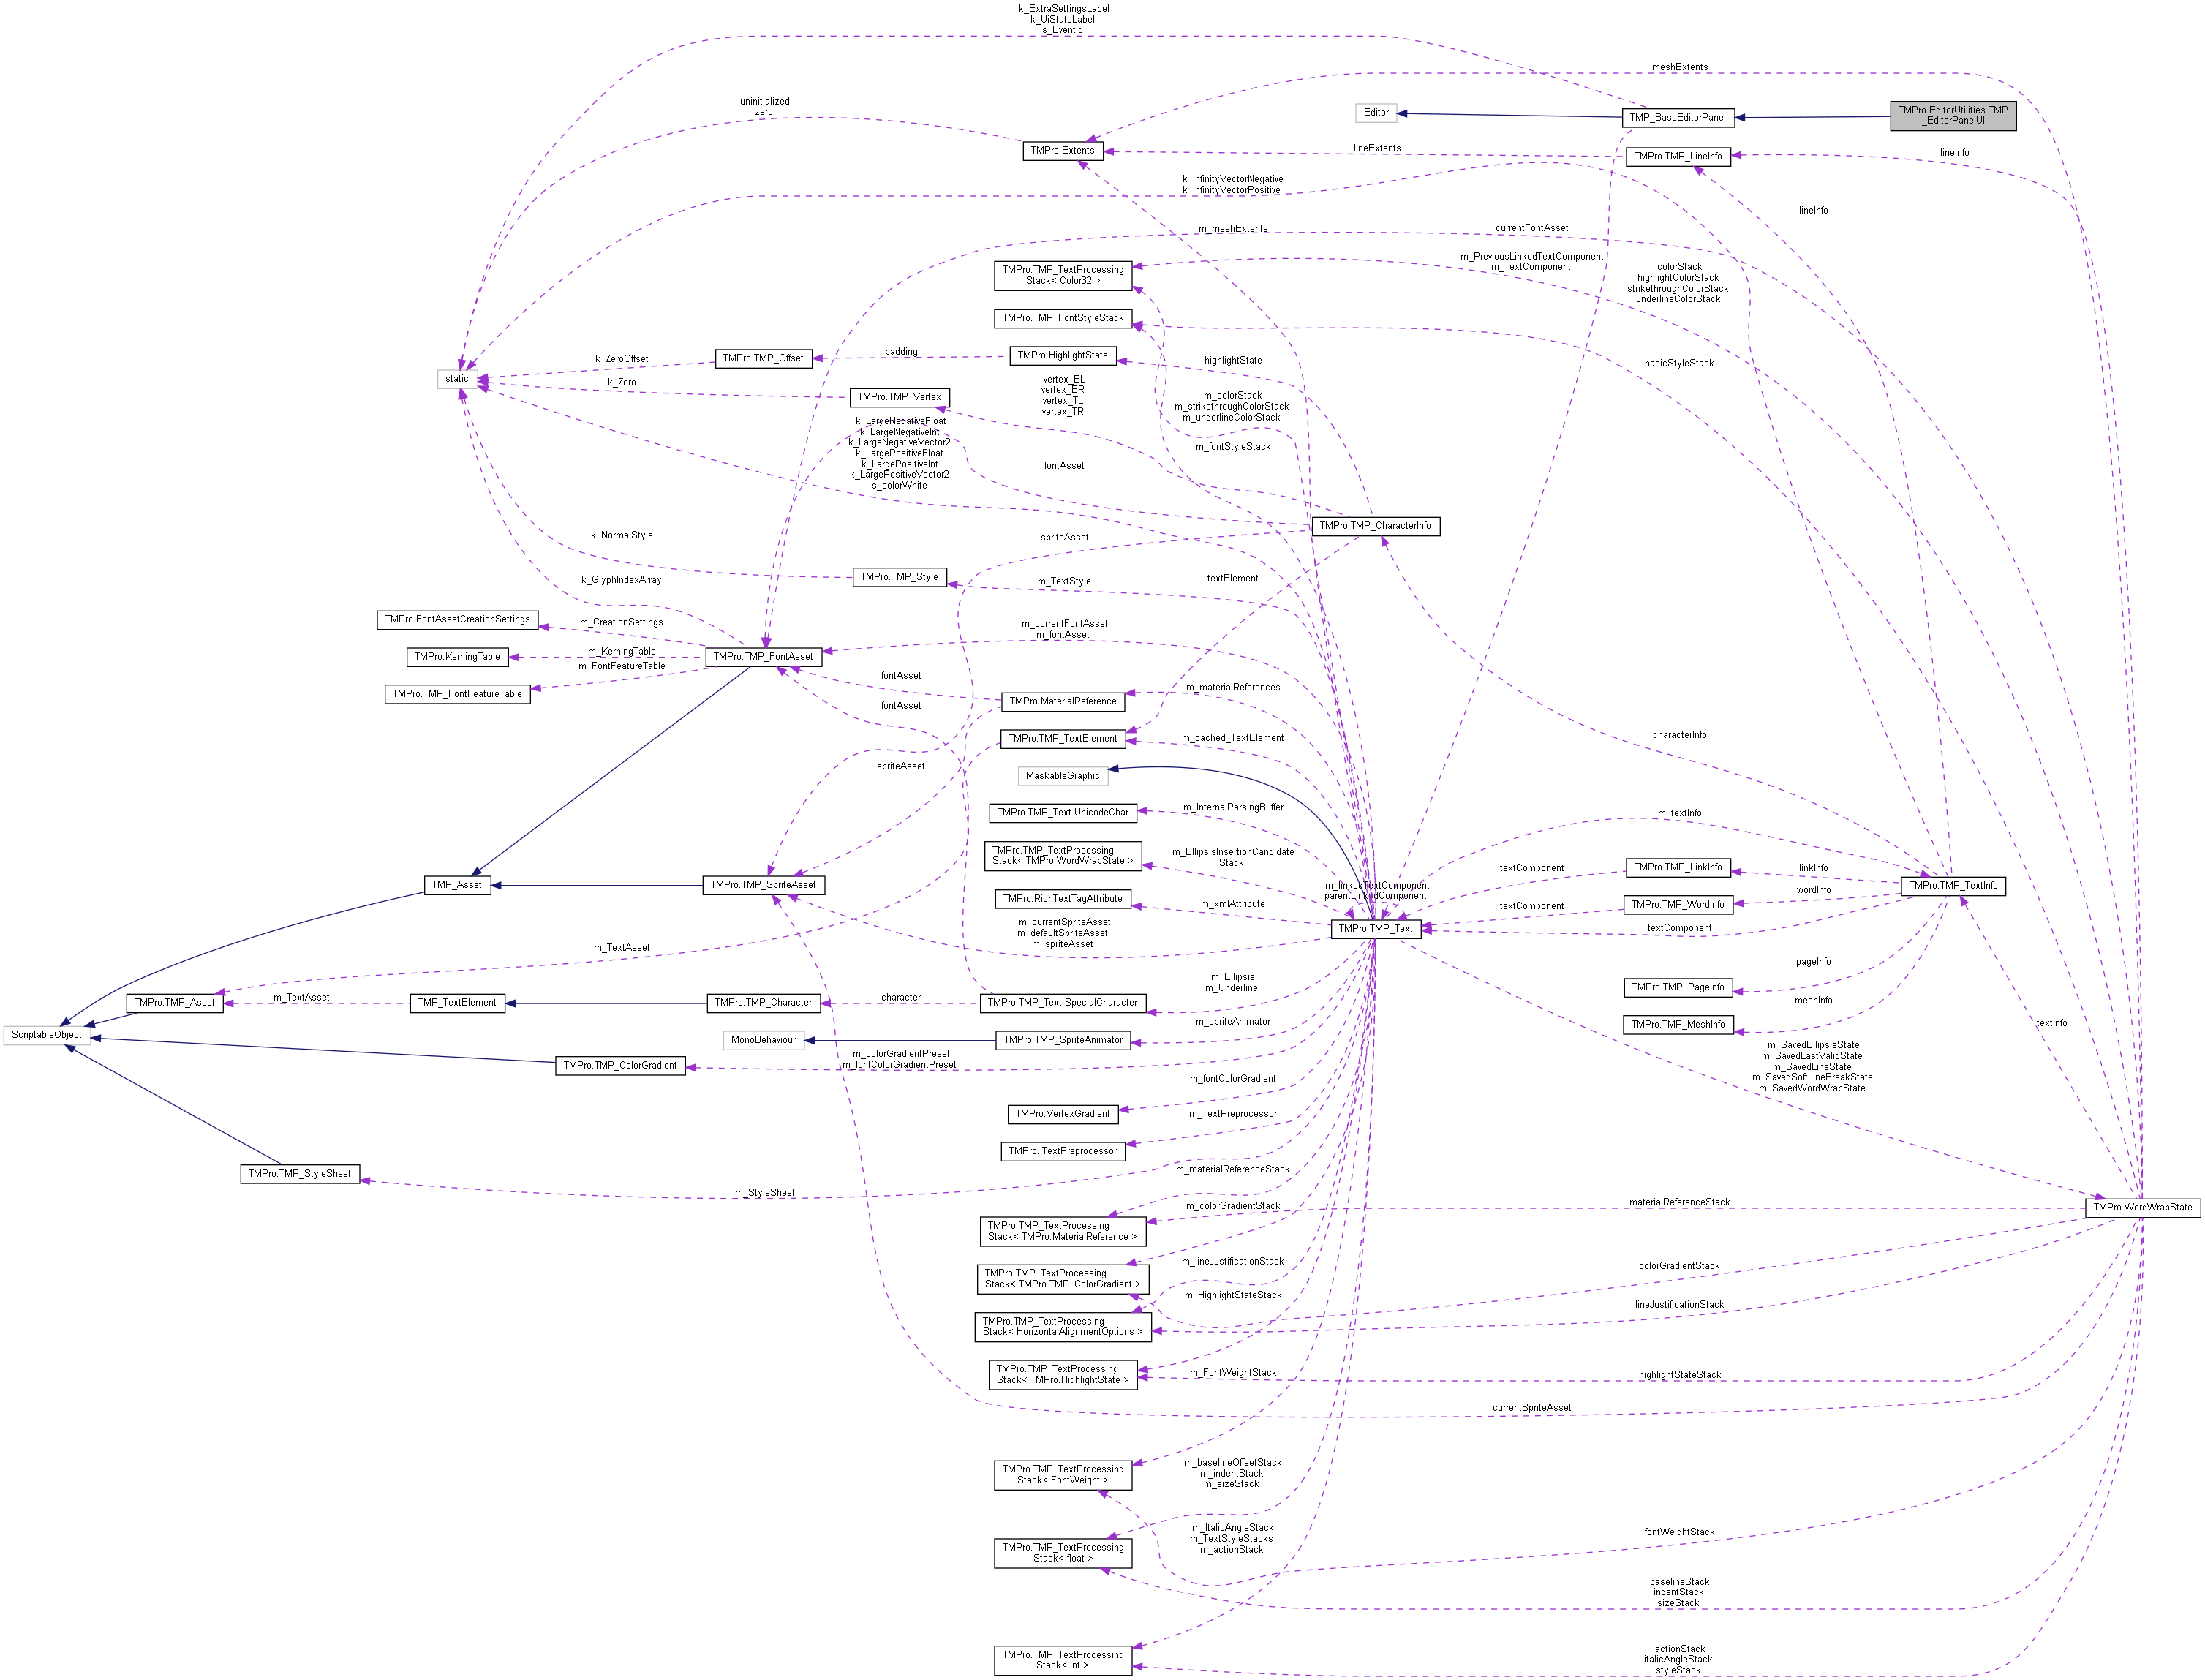 k_ExtraSettingsLabel
k_UiStateLabel
s_EventId
meshExtents
uninitialized
zero
Editor
TMP_BaseEditorPanel
TMPro.EditorUtilities.TMP
_EditorPanelUI
TMPro.Extents
lineExtents
TMPro.TMP_LineInfo
lineInfo
k_InfinityVectorNegative
k_InfinityVectorPositive
lineInfo
m_meshExtents
currentFontAsset
TMPro.TMP_TextProcessing
Stack< Color32 >
m_PreviousLinkedTextComponent
m_TextComponent
colorStack
highlightColorStack
strikethroughColorStack
underlineColorStack
TMPro.TMP_FontStyleStack
k_ZeroOffset
TMPro.TMP_Offset
padding
TMPro.HighlightState
highlightState
basicStyleStack
static
k_Zero
TMPro.TMP_Vertex
vertex_BL
vertex_BR
vertex_TL
vertex_TR
m_colorStack
m_strikethroughColorStack
m_underlineColorStack
k_LargeNegativeFloat
k_LargeNegativeInt
k_LargeNegativeVector2
k_LargePositiveFloat
k_LargePositiveInt
k_LargePositiveVector2
s_colorWhite
m_fontStyleStack
fontAsset
TMPro.TMP_CharacterInfo
k_NormalStyle
spriteAsset
k_GlyphIndexArray
TMPro.TMP_Style
m_TextStyle
textElement
TMPro.FontAssetCreationSettings
m_CreationSettings
m_currentFontAsset
m_fontAsset
TMPro.KerningTable
m_KerningTable
TMPro.TMP_FontAsset
m_FontFeatureTable
TMPro.TMP_FontFeatureTable
fontAsset
m_materialReferences
TMPro.MaterialReference
fontAsset
TMPro.TMP_TextElement
m_cached_TextElement
characterInfo
spriteAsset
MaskableGraphic
TMPro.TMP_Text.UnicodeChar
m_InternalParsingBuffer
m_textInfo
TMPro.TMP_TextProcessing
Stack< TMPro.WordWrapState >
m_EllipsisInsertionCandidate
Stack
textComponent
TMPro.TMP_LinkInfo
linkInfo
TMP_Asset
TMPro.TMP_SpriteAsset
m_linkedTextComponent
parentLinkedComponent
TMPro.TMP_TextInfo
TMPro.RichTextTagAttribute
m_xmlAttribute
textComponent
TMPro.TMP_WordInfo
wordInfo
m_currentSpriteAsset
m_defaultSpriteAsset
m_spriteAsset
TMPro.TMP_Text
textComponent
m_TextAsset
pageInfo
m_Ellipsis
m_Underline
TMPro.TMP_PageInfo
TMPro.TMP_Asset
m_TextAsset
TMP_TextElement
TMPro.TMP_Character
character
TMPro.TMP_Text.SpecialCharacter
meshInfo
ScriptableObject
m_spriteAnimator
TMPro.TMP_MeshInfo
textInfo
MonoBehaviour
TMPro.TMP_SpriteAnimator
TMPro.TMP_ColorGradient
m_colorGradientPreset
m_fontColorGradientPreset
m_SavedEllipsisState
m_SavedLastValidState
m_SavedLineState
m_SavedSoftLineBreakState
m_SavedWordWrapState
m_fontColorGradient
TMPro.VertexGradient
m_TextPreprocessor
TMPro.ITextPreprocessor
TMPro.TMP_StyleSheet
m_StyleSheet
m_materialReferenceStack
TMPro.TMP_TextProcessing
Stack< TMPro.MaterialReference >
m_colorGradientStack
materialReferenceStack
TMPro.WordWrapState
TMPro.TMP_TextProcessing
Stack< TMPro.TMP_ColorGradient >
m_lineJustificationStack
colorGradientStack
TMPro.TMP_TextProcessing
Stack< HorizontalAlignmentOptions >
m_HighlightStateStack
lineJustificationStack
TMPro.TMP_TextProcessing
Stack< TMPro.HighlightState >
m_FontWeightStack
highlightStateStack
currentSpriteAsset
TMPro.TMP_TextProcessing
Stack< FontWeight >
m_baselineOffsetStack
m_indentStack
m_sizeStack
TMPro.TMP_TextProcessing
Stack< float >
m_ItalicAngleStack
m_TextStyleStacks
m_actionStack
fontWeightStack
baselineStack
indentStack
sizeStack
TMPro.TMP_TextProcessing
Stack< int >
actionStack
italicAngleStack
styleStack